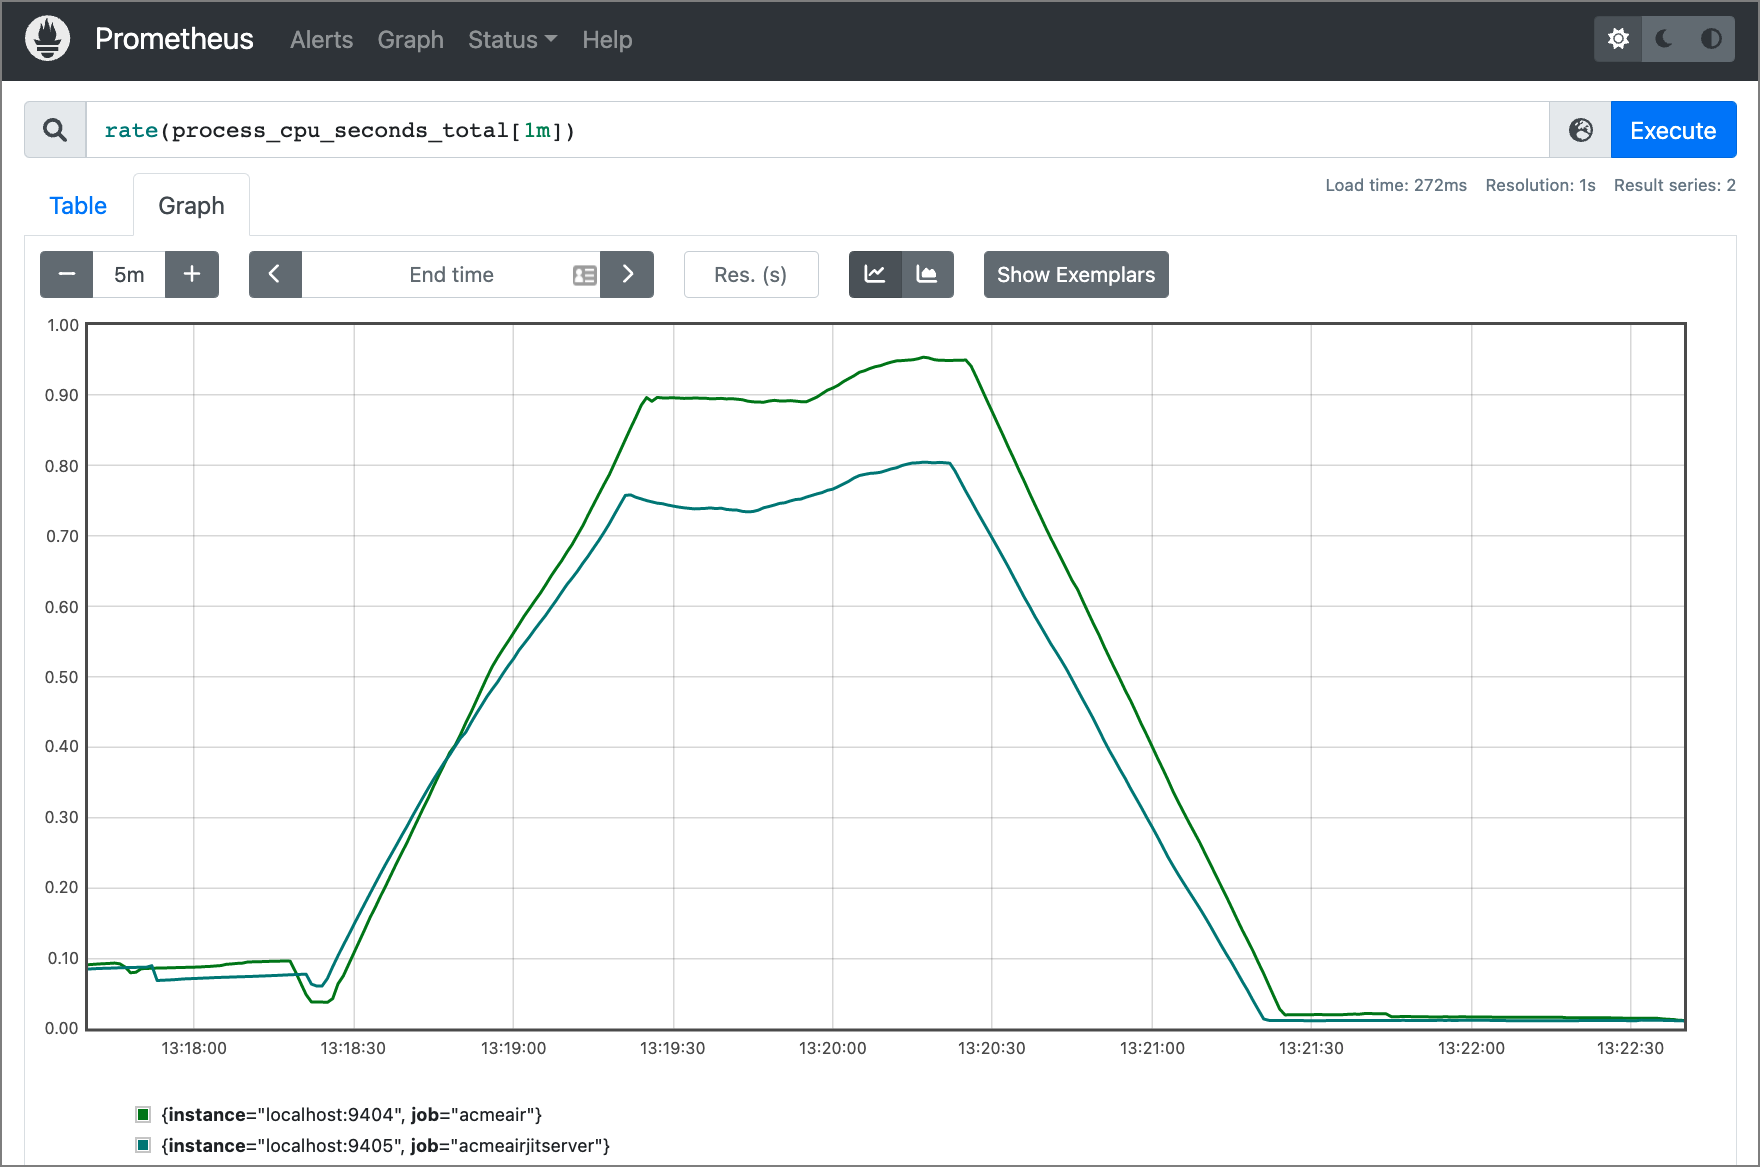 Prometheus Alerts Graph Status Help
rate(process_cpu_seconds_total[1m]) Execute
Load time: 272ms Resolution: 1s Result series: 2
Table Graph
− 5m + End time Res. (s) Show Exemplars
1.00
0.90
0.80
0.70
0.60
0.50
0.40
0.30
0.20
0.10
0.00
13:18:00 13:18:30 13:19:00 13:19:30 13:20:00 13:20:30 13:21:00 13:21:30 13:22:00 13:22:30
{instance="localhost:9404", job="acmeair"}
{instance="localhost:9405", job="acmeairjitserver"}